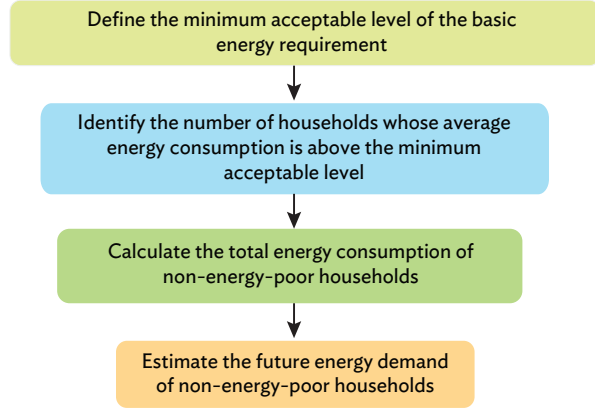 Define the minimum acceptable level of the basic
energy requirement
Identify the number of households whose average
energy consumption is above the minimum
acceptable level
Calculate the total energy consumption of
non-energy-poor households
Estimate the future energy demand
of non-energy-poor households